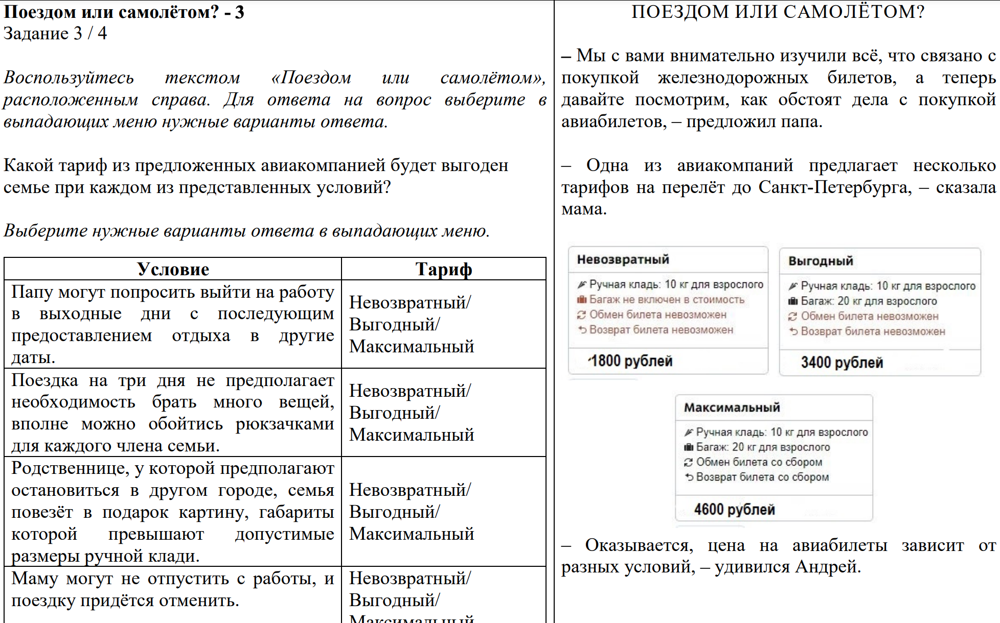 Поездом или самолётом? - 3
Задание 3 / 4
Воспользуйтесь текстом «Поездом или самолётом»,
расположенным справа. Для ответа на вопрос выберите в
выпадающих меню нужные варианты ответа.
Какой тариф из предложенных авиакомпанией будет выгоден
семье при каждом из представленных условий?
Выберите нужные варианты ответа в выпадающих меню.
Условие
Тариф
Папу могут попросить выйти на работу
в выходные дни с последующим
предоставлением отдыха в другие
даты.
Невозвратный/
Выгодный/
Максимальный
Поездка на три дня не предполагает
необходимость брать много вещей,
вполне можно обойтись рюкзачками
для каждого члена семьи.
Невозвратный/
Выгодный/
Максимальный
Родственнице, у которой предполагают
остановиться в другом городе, семья
повезёт в подарок картину, габариты
которой превышают допустимые
размеры ручной клади.
Невозвратный/
Выгодный/
Максимальный
Маму могут не отпустить с работы, и
поездку придётся отменить.
Невозвратный/
Выгодный/
Максимальный
ПОЕЗДОМ ИЛИ САМОЛЁТОМ?
– Мы с вами внимательно изучили всё, что связано с
покупкой железнодорожных билетов, а теперь
давайте посмотрим, как обстоят дела с покупкой
авиабилетов, – предложил папа.
– Одна из авиакомпаний предлагает несколько
тарифов на перелёт до Санкт-Петербурга, – сказала
мама.
Невозвратный
Ручная кладь: 10 кг для взрослого
Багаж не включен в стоимость
Обмен билета невозможен
Возврат билета невозможен
1800 рублей
Выгодный
Ручная кладь: 10 кг для взрослого
Багаж: 20 кг для взрослого
Обмен билета невозможен
Возврат билета невозможен
3400 рублей
Максимальный
Ручная кладь: 10 кг для взрослого
Багаж: 20 кг для взрослого
Обмен билета со сбором
Возврат билета со сбором
4600 рублей
– Оказывается, цена на авиабилеты зависит от
разных условий, – удивился Андрей.